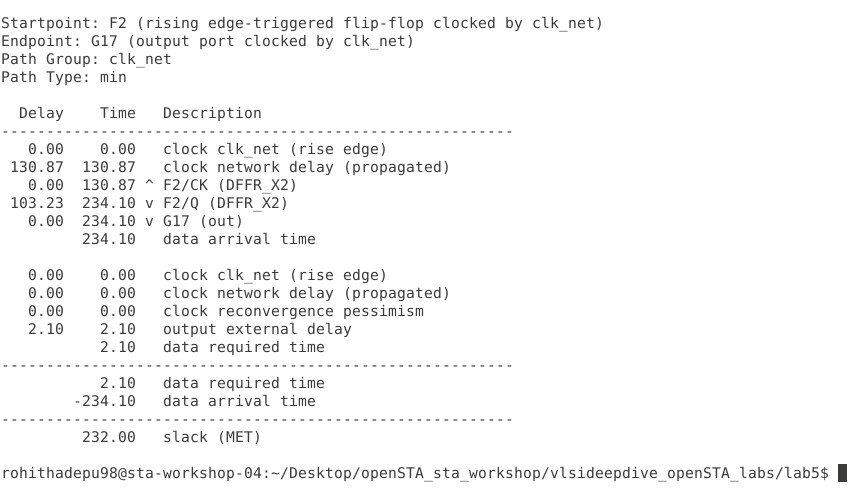 Startpoint: F2 (rising edge-triggered flip-flop clocked by clk_net)
Endpoint: G17 (output port clocked by clk_net)
Path Group: clk_net
Path Type: min
  Delay    Time   Description
---------------------------------------------------------
   0.00    0.00   clock clk_net (rise edge)
 130.87  130.87   clock network delay (propagated)
   0.00  130.87 ^ F2/CK (DFFR_X2)
 103.23  234.10 v F2/Q (DFFR_X2)
   0.00  234.10 v G17 (out)
         234.10   data arrival time
   0.00    0.00   clock clk_net (rise edge)
   0.00    0.00   clock network delay (propagated)
   0.00    0.00   clock reconvergence pessimism
   2.10    2.10   output external delay
           2.10   data required time
---------------------------------------------------------
           2.10   data required time
        -234.10   data arrival time
---------------------------------------------------------
         232.00   slack (MET)
rohithadepu98@sta-workshop-04:~/Desktop/openSTA_sta_workshop/vlsideepdive_openSTA_labs/lab5$